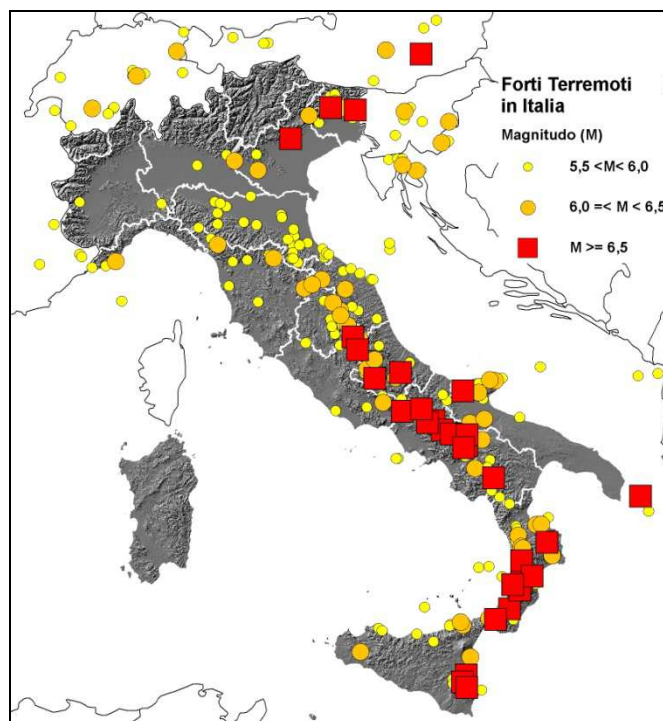 Forti Terremoti
in Italia
Magnitudo (M)
5,5 <M< 6,0
6,0 =< M < 6,5
M >= 6,5